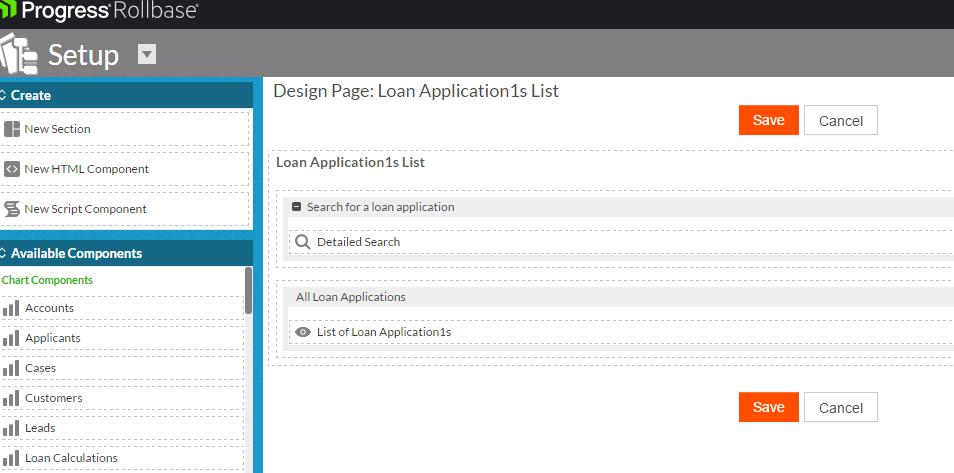 Progress Rollbase®
Setup
Create
New Section
New HTML Component
New Script Component
Available Components
Chart Components
Accounts
Applicants
Cases
Customers
Leads
Loan Calculations
Design Page: Loan Application1s List
Save Cancel
Loan Application1s List
Search for a loan application
Detailed Search
All Loan Applications
List of Loan Application1s
Save Cancel